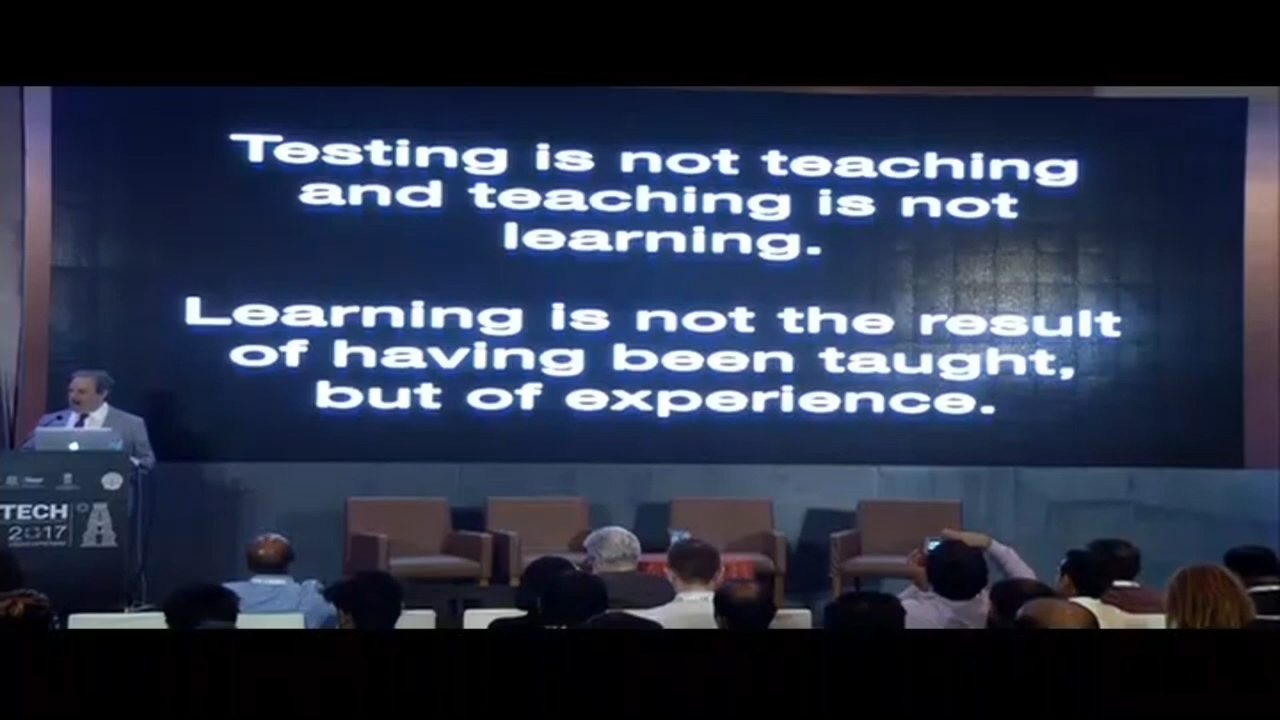 Testing is not teaching
and teaching is not
learning.
Learning is not the result
of having been taught,
but of experience.
TECH
2017